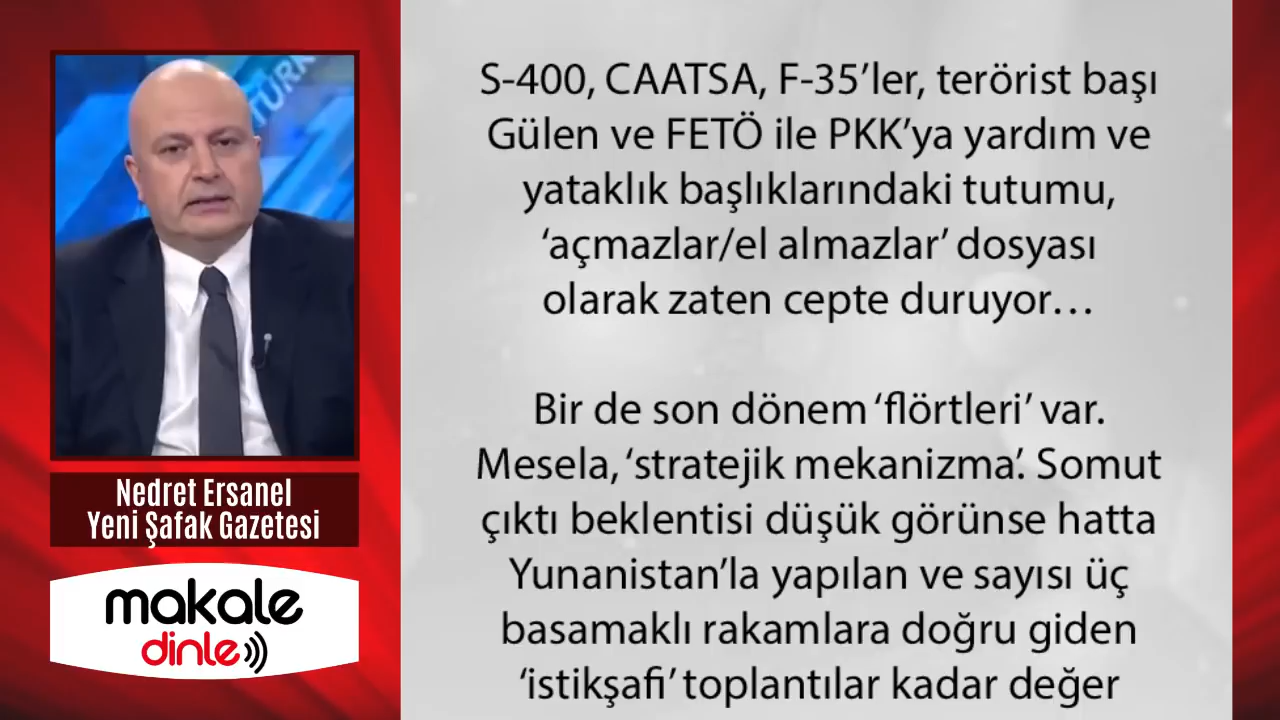 TÜRK
Nedret Ersanel
Yeni Şafak Gazetesi
makale
dinle
S-400, CAATSA, F-35’ler, terörist başı
Gülen ve FETÖ ile PKK’ya yardım ve
yataklık başlıklarındaki tutumu,
‘açmazlar/el almazlar’ dosyası
olarak zaten cepte duruyor…
Bir de son dönem ‘flörtleri’ var.
Mesela, ‘stratejik mekanizma’. Somut
çıktı beklentisi düşük görünse hatta
Yunanistan’la yapılan ve sayısı üç
basamaklı rakamlara doğru giden
‘istikşafi’ toplantılar kadar değer